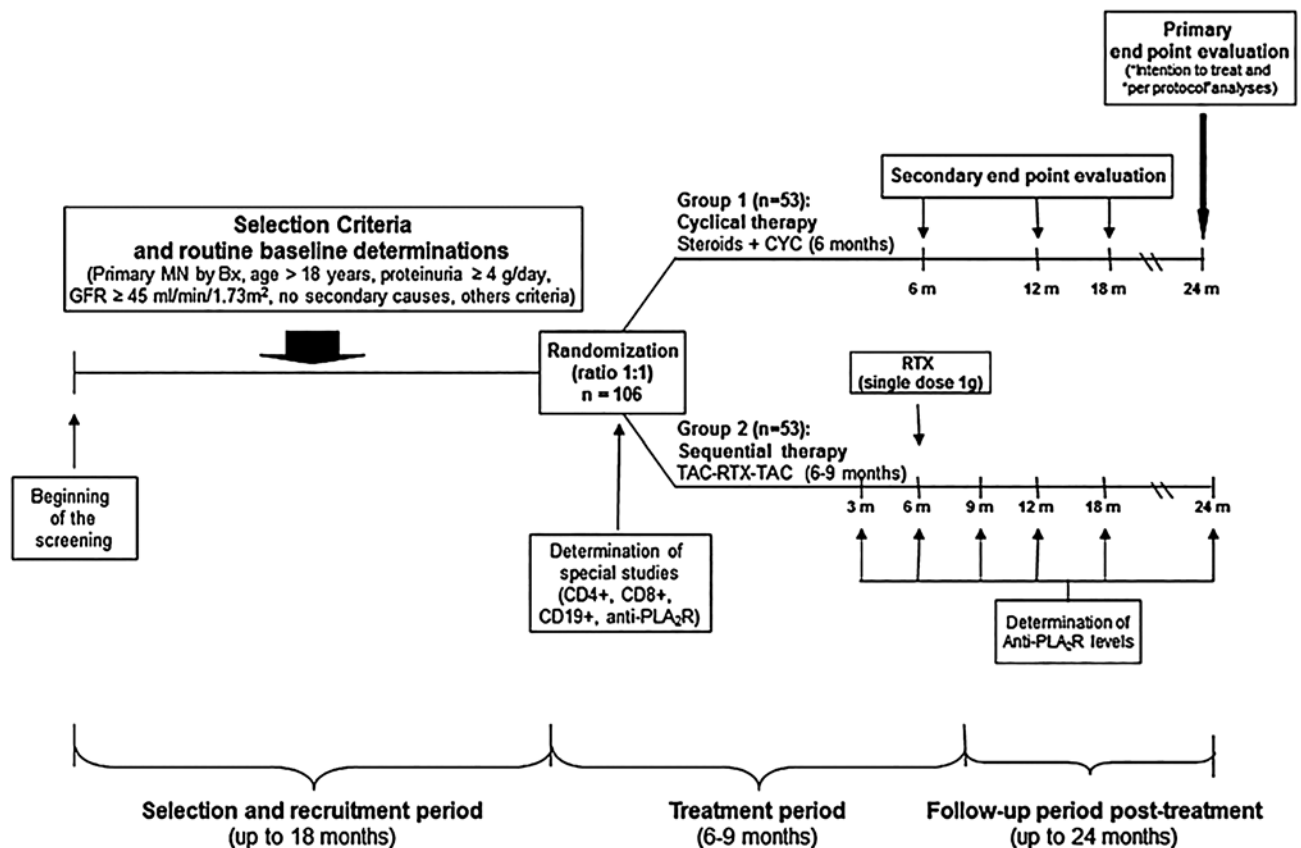 Primary
end point evaluation
("Intention to treat and
"per protocol" analyses)
Secondary end point evaluation
Group 1 (n=53):
Cyclical therapy
Steroids + CYC (6 months)
6 m
12 m
18 m
24 m
Selection Criteria
and routine baseline determinations
(Primary MN by Bx, age > 18 years, proteinuria ≥ 4 g/day,
GFR ≥ 45 ml/min/1.73m², no secondary causes, others criteria)
Randomization
(ratio 1:1)
n = 106
RTX
(single dose 1g)
Group 2 (n=53):
Sequential therapy
TAC-RTX-TAC (6-9 months)
3 m
6 m
9 m
12 m
18 m
24 m
Beginning
of the
screening
Determination of
special studies
(CD4+, CD8+,
CD19+, anti-PLA₂R)
Determination of
Anti-PLA₂R levels
Selection and recruitment period
(up to 18 months)
Treatment period
(6-9 months)
Follow-up period post-treatment
(up to 24 months)